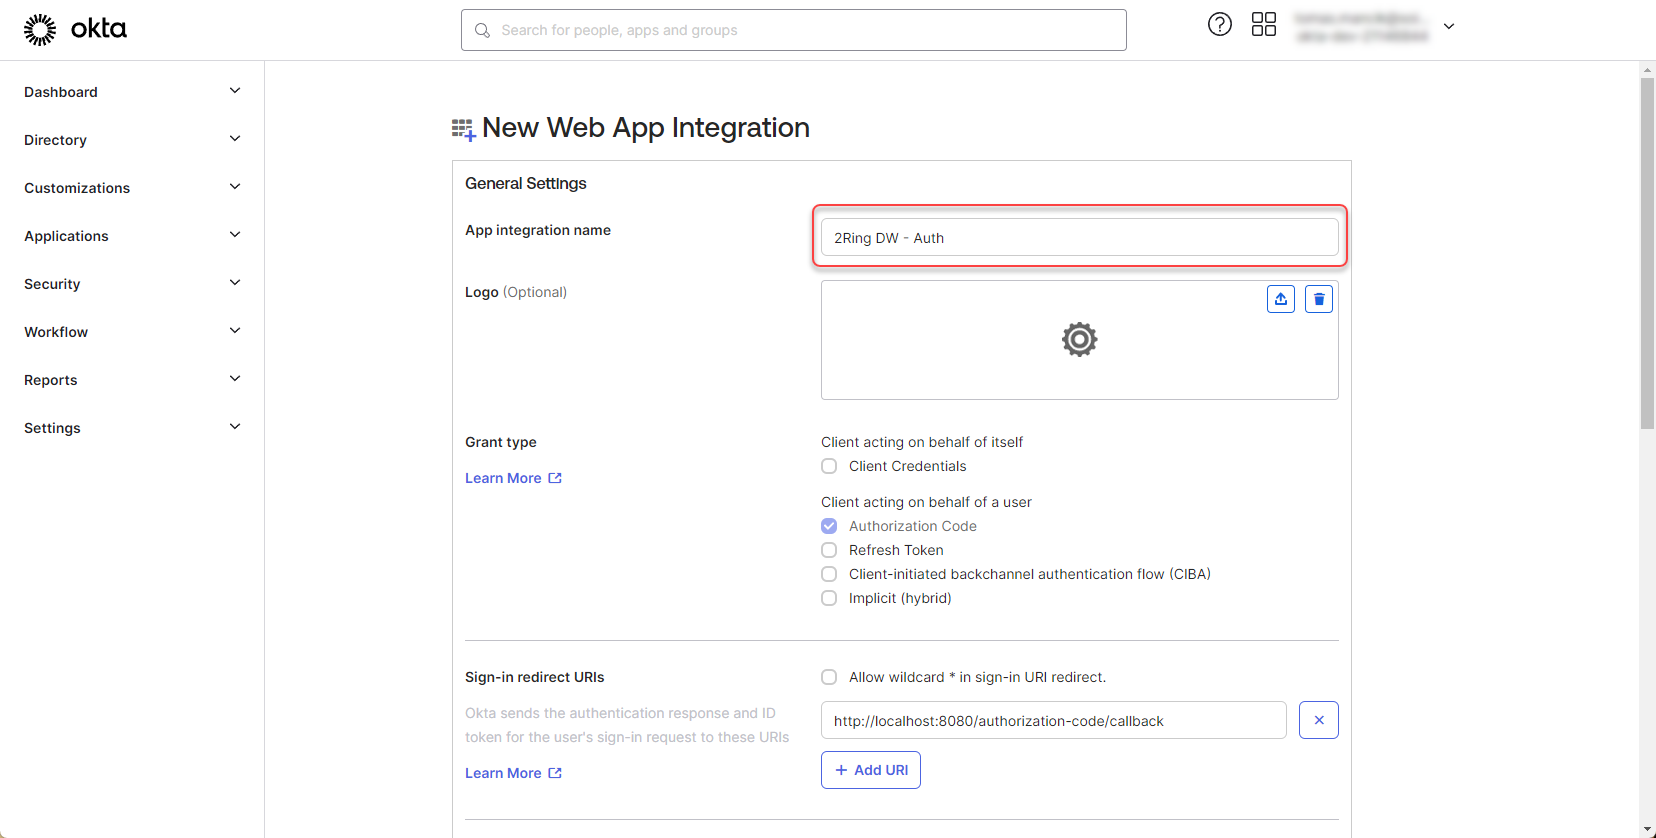 okta
Search for people, apps and groups
Dashboard
Directory
Customizations
Applications
Security
Workflow
Reports
Settings
New Web App Integration
General Settings
App integration name
2Ring DW - Auth
Logo (Optional)
Grant type
Learn More
Client acting on behalf of itself
Client Credentials
Client acting on behalf of a user
Authorization Code
Refresh Token
Client-initiated backchannel authentication flow (CIBA)
Implicit (hybrid)
Sign-in redirect URIs
Okta sends the authentication response and ID
token for the user's sign-in request to these URIs
Learn More
Allow wildcard * in sign-in URI redirect.
http://localhost:8080/authorization-code/callback
+ Add URI